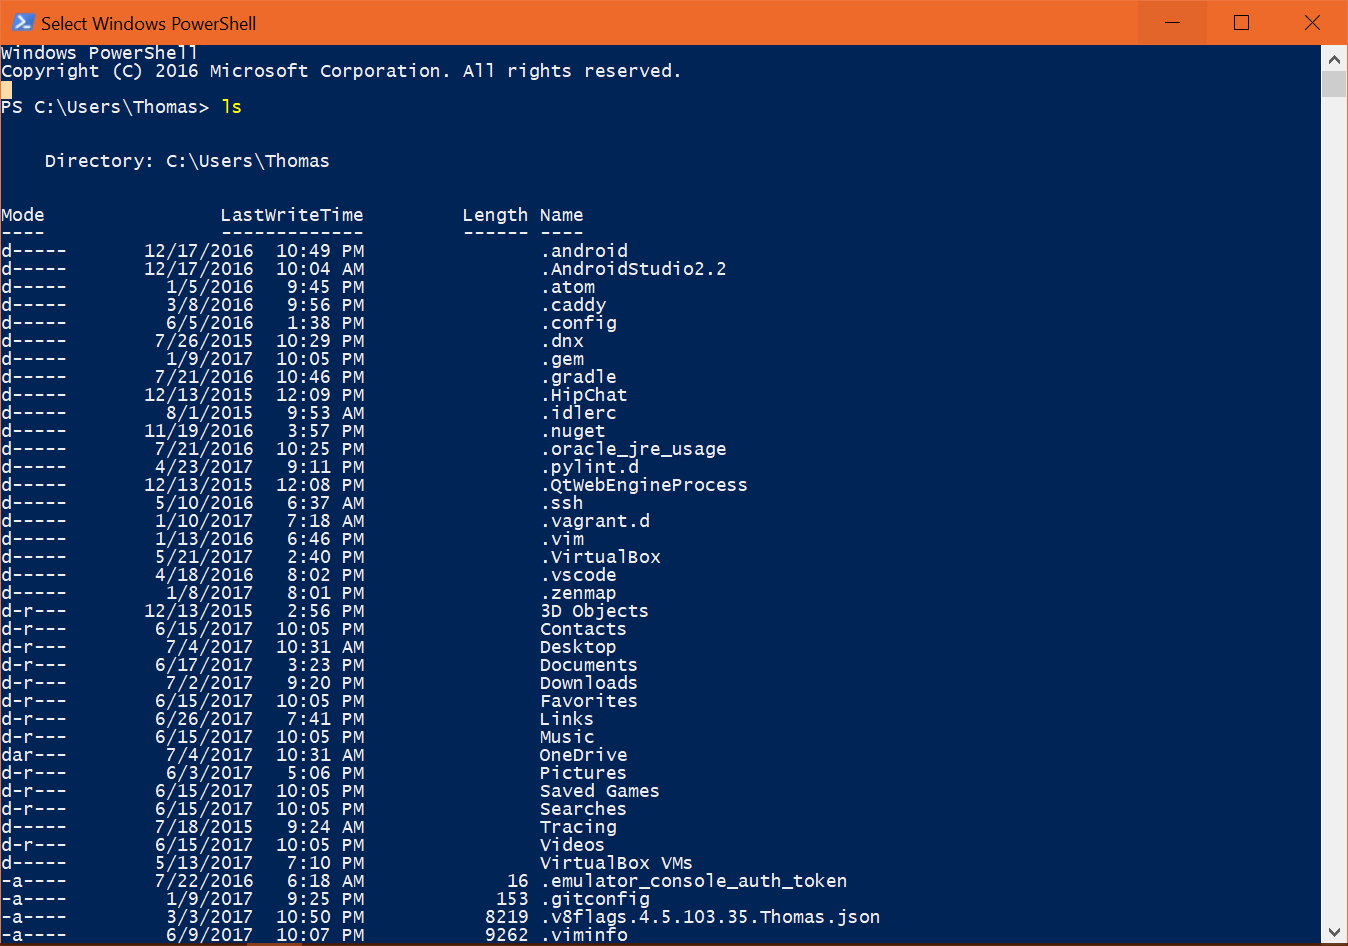 Select Windows PowerShell
Windows PowerShell
Copyright (C) 2016 Microsoft Corporation. All rights reserved.
PS C:\Users\Thomas> ls
    Directory: C:\Users\Thomas
Mode                LastWriteTime         Length Name
----                -------------         ------ ----
d-----       12/17/2016  10:49 PM                .android
d-----       12/17/2016  10:04 AM                .AndroidStudio2.2
d-----         1/5/2016   9:45 PM                .atom
d-----         3/8/2016   9:56 PM                .caddy
d-----         6/5/2016   1:38 PM                .config
d-----        7/26/2015  10:29 PM                .dnx
d-----         1/9/2017  10:05 PM                .gem
d-----        7/21/2016  10:46 PM                .gradle
d-----       12/13/2015  12:09 PM                .HipChat
d-----         8/1/2015   9:53 AM                .idlerc
d-----       11/19/2016   3:57 PM                .nuget
d-----        7/21/2016  10:25 PM                .oracle_jre_usage
d-----        4/23/2017   9:11 PM                .pylint.d
d-----       12/13/2015  12:08 PM                .QtWebEngineProcess
d-----        5/10/2016   6:37 AM                .ssh
d-----        1/10/2017   7:18 AM                .vagrant.d
d-----        1/13/2016   6:46 PM                .vim
d-----        5/21/2017   2:40 PM                .VirtualBox
d-----        4/18/2016   8:02 PM                .vscode
d-----         1/8/2017   8:01 PM                .zenmap
d-r---       12/13/2015   2:56 PM                3D Objects
d-r---        6/15/2017  10:05 PM                Contacts
d-r---         7/4/2017  10:31 AM                Desktop
d-r---        6/17/2017   3:23 PM                Documents
d-r---         7/2/2017   9:20 PM                Downloads
d-r---        6/15/2017  10:05 PM                Favorites
d-r---        6/26/2017   7:41 PM                Links
d-r---        6/15/2017  10:05 PM                Music
dar---         7/4/2017  10:31 AM                OneDrive
d-r---         6/3/2017   5:06 PM                Pictures
d-r---        6/15/2017  10:05 PM                Saved Games
d-r---        6/15/2017  10:05 PM                Searches
d-----        7/18/2015   9:24 AM                Tracing
d-r---        6/15/2017  10:05 PM                Videos
d-----        5/13/2017   7:10 PM                VirtualBox VMs
-a----        7/22/2016   6:18 AM             16 .emulator_console_auth_token
-a----         1/9/2017   9:25 PM            153 .gitconfig
-a----         3/3/2017  10:50 PM           8219 .v8flags.4.5.103.35.Thomas.json
-a----         6/9/2017  10:07 PM           9262 .viminfo